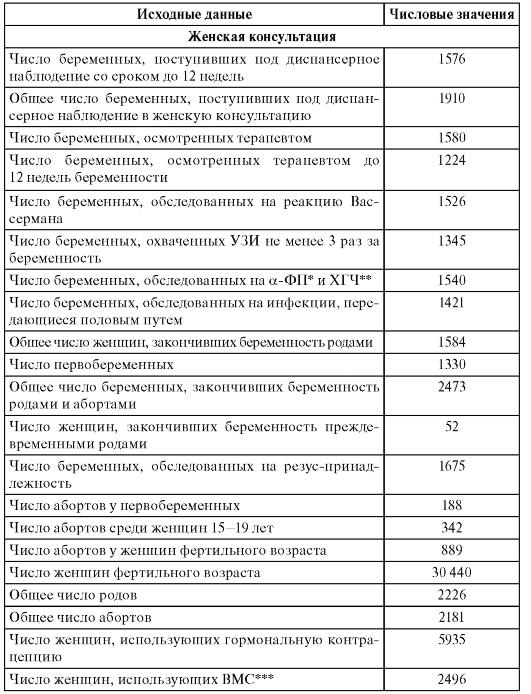 Исходные данные Числовые значения
Женская консультация
Число беременных, поступивших под диспансерное
наблюдение со сроком до 12 недель 1576
Общее число беременных, поступивших под диспан-
серное наблюдение в женскую консультацию 1910
Число беременных, осмотренных терапевтом 1580
Число беременных, осмотренных терапевтом до
12 недель беременности 1224
Число беременных, обследованных на реакцию Вас-
сермана 1526
Число беременных, охваченных УЗИ не менее 3 раз за
беременность 1345
Число беременных, обследованных на α-ФП* и ХГЧ** 1540
Число беременных, обследованных на инфекции, пере-
дающиеся половым путем 1421
Общее число женщин, закончивших беременность родами 1584
Число первобеременных 1330
Общее число беременных, закончивших беременность
родами и абортами 2473
Число женщин, закончивших беременность прежде-
временными родами 52
Число беременных, обследованных на резус-принад-
лежность 1675
Число абортов у первобеременных 188
Число абортов среди женщин 15–19 лет 342
Число абортов у женщин фертильного возраста 889
Число женщин фертильного возраста 30 440
Общее число родов 2226
Общее число абортов 2181
Число женщин, использующих гормональную контра-
цепцию 5935
Число женщин, использующих ВМС*** 2496